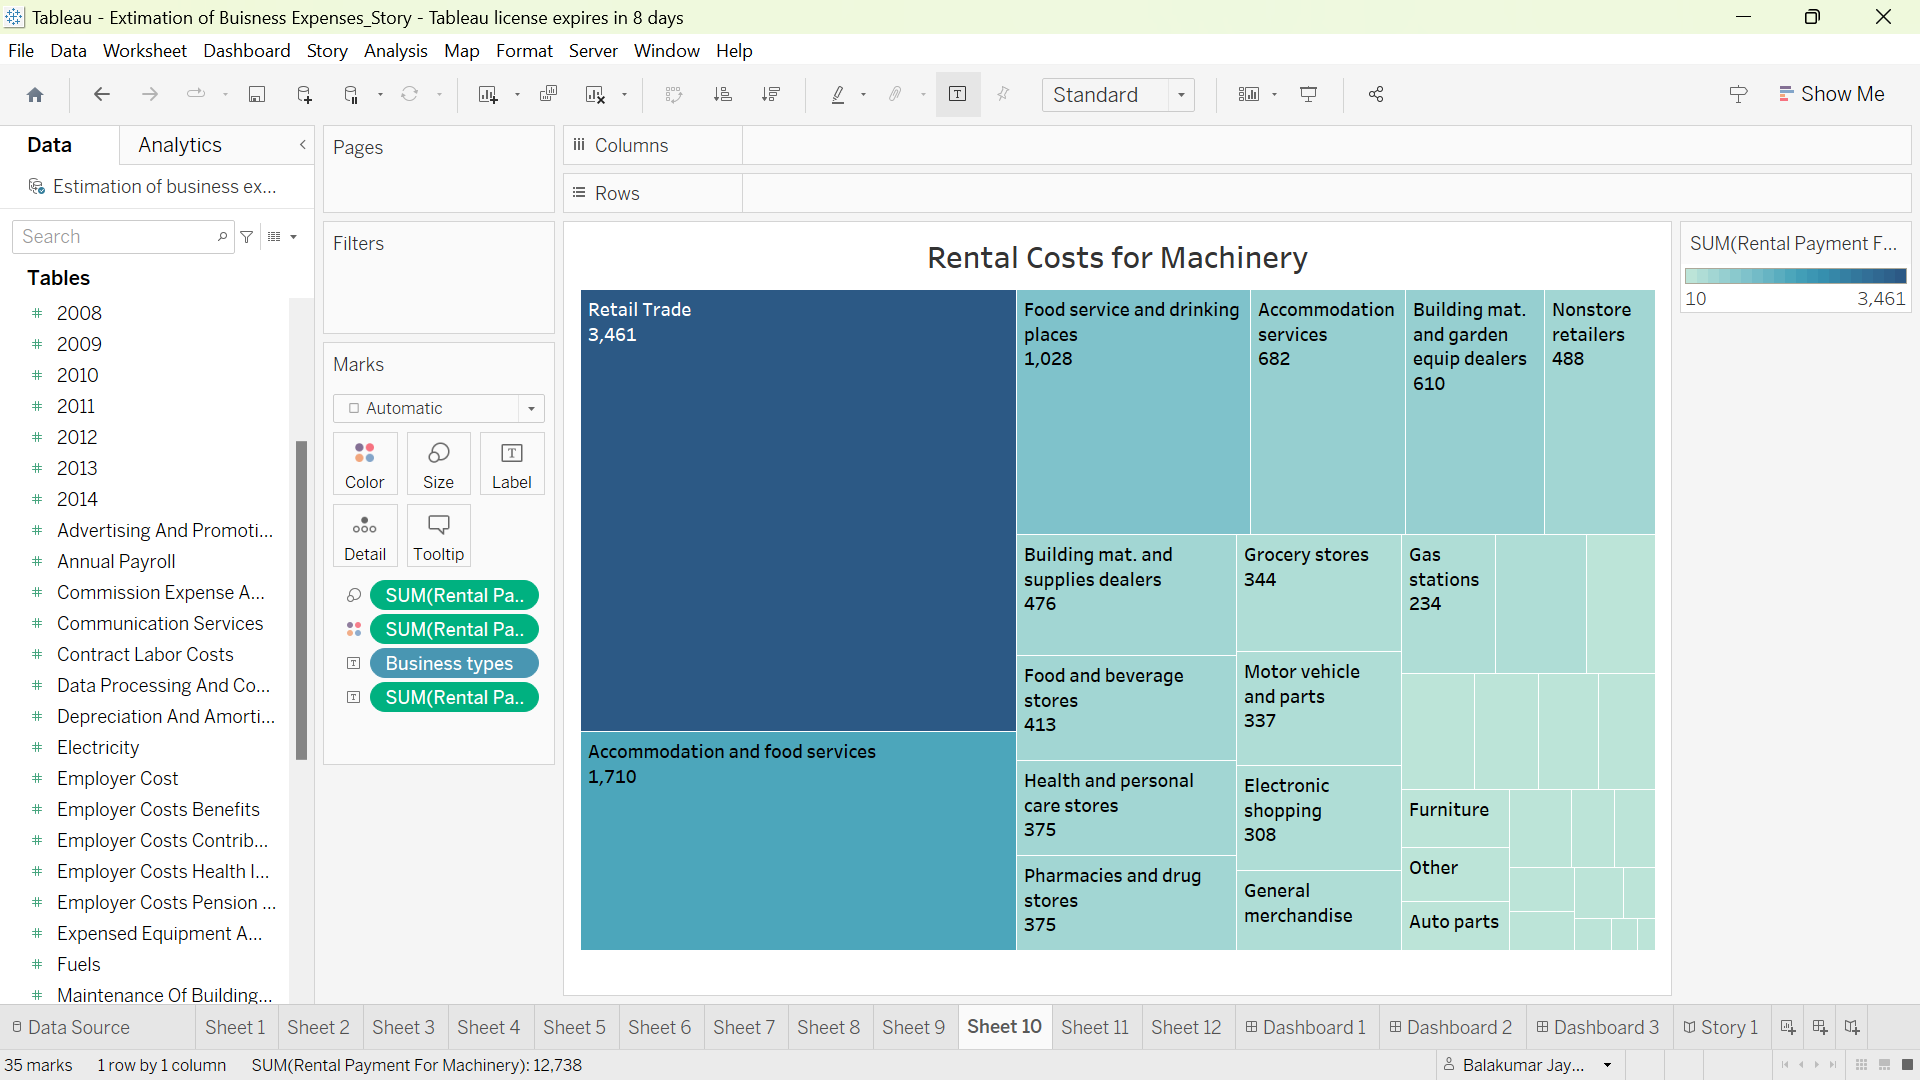 Tableau - Extimation of Buisness Expenses_Story - Tableau license expires in 8 days
File Data Worksheet Dashboard Story Analysis Map Format Server Window Help
Standard
Show Me
Data
Analytics
Estimation of business ex...
Search
Tables
2008
2009
2010
2011
2012
2013
2014
Advertising And Promoti...
Annual Payroll
Commission Expense A...
Communication Services
Contract Labor Costs
Data Processing And Co...
Depreciation And Amorti...
Electricity
Employer Cost
Employer Costs Benefits
Employer Costs Contrib...
Employer Costs Health I...
Employer Costs Pension ...
Expensed Equipment A...
Fuels
Maintenance Of Building...
Pages
Filters
Marks
Automatic
Color
Size
Label
Detail
Tooltip
SUM(Rental Pa..
SUM(Rental Pa..
Business types
SUM(Rental Pa..
Columns
Rows
Rental Costs for Machinery
Retail Trade
3,461
Accommodation and food services
1,710
Food service and drinking
places
1,028
Accommodation
services
682
Building mat.
and garden
equip dealers
610
Nonstore
retailers
488
Building mat. and
supplies dealers
476
Food and beverage
stores
413
Health and personal
care stores
375
Pharmacies and drug
stores
375
Grocery stores
344
Motor vehicle
and parts
337
Electronic
shopping
308
General
merchandise
Gas
stations
234
Furniture
Other
Auto parts
SUM(Rental Payment F...
10
3,461
Data Source
Sheet 1
Sheet 2
Sheet 3
Sheet 4
Sheet 5
Sheet 6
Sheet 7
Sheet 8
Sheet 9
Sheet 10
Sheet 11
Sheet 12
Dashboard 1
Dashboard 2
Dashboard 3
Story 1
35 marks
1 row by 1 column
SUM(Rental Payment For Machinery): 12,738
Balakumar Jay...